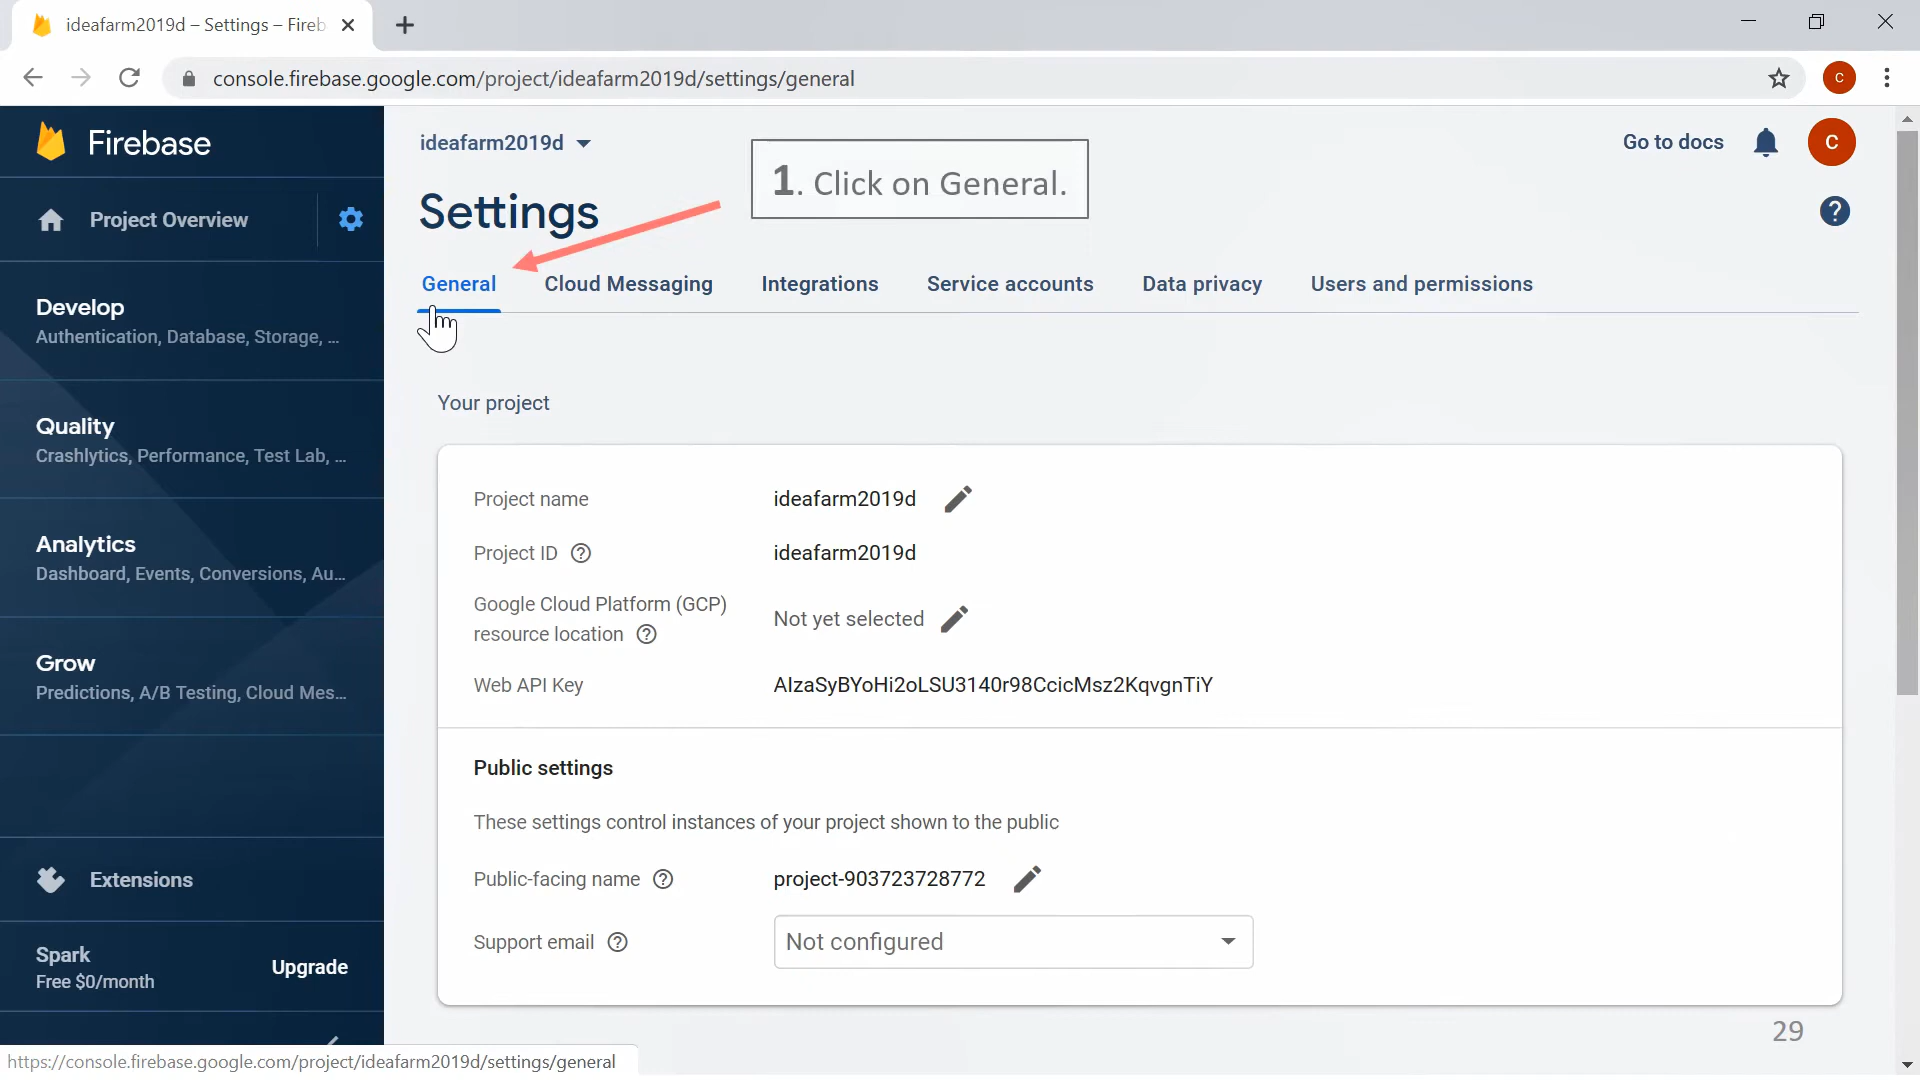 ideafarm2019d – Settings – Fireb
console.firebase.google.com/project/ideafarm2019d/settings/general
C
Firebase
ideafarm2019d
Go to docs
C
1. Click on General.
Project Overview
Settings
?
General
Cloud Messaging
Integrations
Service accounts
Data privacy
Users and permissions
Develop
Authentication, Database, Storage, ...
Your project
Quality
Crashlytics, Performance, Test Lab, ...
Project name
ideafarm2019d
Project ID ?
ideafarm2019d
Analytics
Dashboard, Events, Conversions, Au...
Google Cloud Platform (GCP)
resource location ?
Not yet selected
Grow
Predictions, A/B Testing, Cloud Mes...
Web API Key
AIzaSyBYoHi2oLSU3140r98CcicMsz2KqvgnTiY
Public settings
These settings control instances of your project shown to the public
Extensions
Public-facing name ?
project-903723728772
Support email ?
Not configured
Spark
Free $0/month
Upgrade
29
https://console.firebase.google.com/project/ideafarm2019d/settings/general